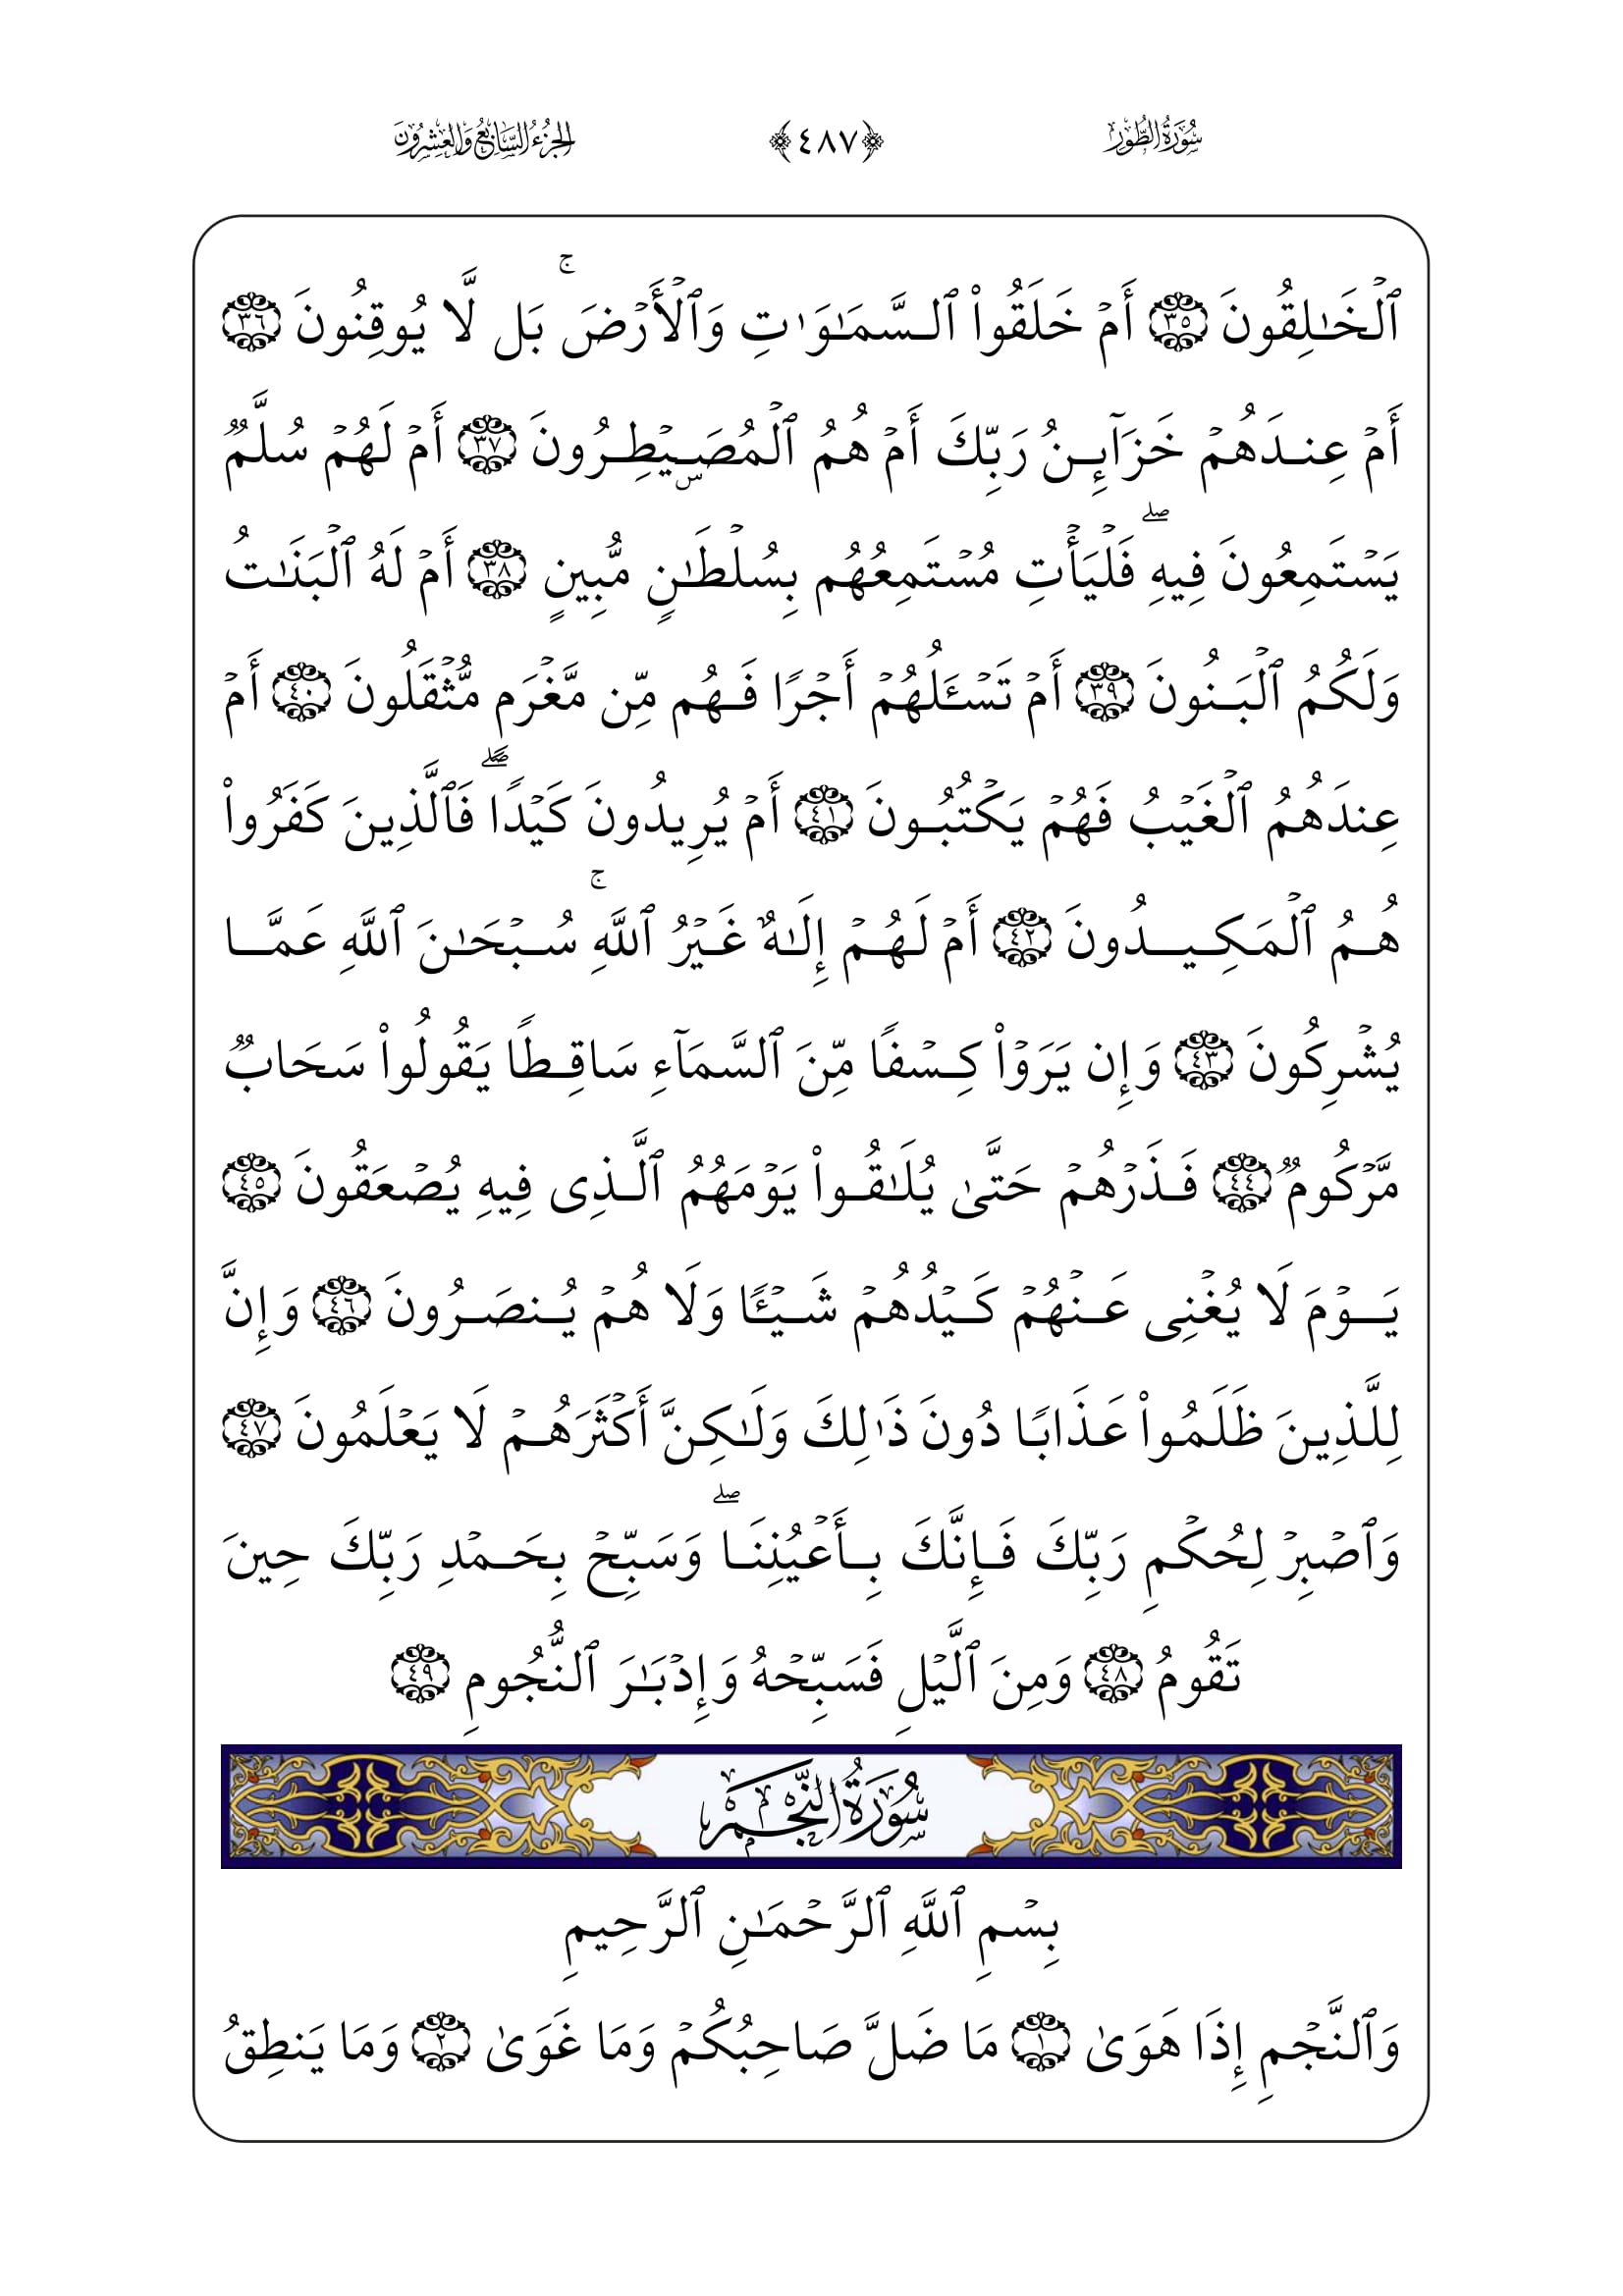 سُورَةُ الطُّورِ ﴿٤٨٧﴾ الجُزْءُ السَّابِعُ وَالعِشْرُونَ
ٱلْخَـٰلِقُونَ ٣٥ أَمْ خَلَقُوا۟ ٱلسَّمَـٰوَٰتِ وَٱلْأَرْضَ ۚ بَل لَّا يُوقِنُونَ ٣٦
أَمْ عِندَهُمْ خَزَآئِنُ رَبِّكَ أَمْ هُمُ ٱلْمُصَۣيْطِرُونَ ٣٧ أَمْ لَهُمْ سُلَّمٌ
يَسْتَمِعُونَ فِيهِ ۖ فَلْيَأْتِ مُسْتَمِعُهُم بِسُلْطَـٰنٍ مُّبِينٍ ٣٨ أَمْ لَهُ ٱلْبَنَـٰتُ
وَلَكُمُ ٱلْبَنُونَ ٣٩ أَمْ تَسْـَٔلُهُمْ أَجْرًا فَهُم مِّن مَّغْرَمٍ مُّثْقَلُونَ ٤٠ أَمْ
عِندَهُمُ ٱلْغَيْبُ فَهُمْ يَكْتُبُونَ ٤١ أَمْ يُرِيدُونَ كَيْدًا ۖ فَٱلَّذِينَ كَفَرُوا۟
هُمُ ٱلْمَكِيدُونَ ٤٢ أَمْ لَهُمْ إِلَـٰهٌ غَيْرُ ٱللَّهِ ۚ سُبْحَـٰنَ ٱللَّهِ عَمَّا
يُشْرِكُونَ ٤٣ وَإِن يَرَوْا۟ كِسْفًا مِّنَ ٱلسَّمَآءِ سَاقِطًا يَقُولُوا۟ سَحَابٌ
مَّرْكُومٌ ٤٤ فَذَرْهُمْ حَتَّىٰ يُلَـٰقُوا۟ يَوْمَهُمُ ٱلَّذِى فِيهِ يُصْعَقُونَ ٤٥
يَوْمَ لَا يُغْنِى عَنْهُمْ كَيْدُهُمْ شَيْـًٔا وَلَا هُمْ يُنصَرُونَ ٤٦ وَإِنَّ
لِلَّذِينَ ظَلَمُوا۟ عَذَابًا دُونَ ذَٰلِكَ وَلَـٰكِنَّ أَكْثَرَهُمْ لَا يَعْلَمُونَ ٤٧
وَٱصْبِرْ لِحُكْمِ رَبِّكَ فَإِنَّكَ بِأَعْيُنِنَا ۖ وَسَبِّحْ بِحَمْدِ رَبِّكَ حِينَ
تَقُومُ ٤٨ وَمِنَ ٱلَّيْلِ فَسَبِّحْهُ وَإِدْبَـٰرَ ٱلنُّجُومِ ٤٩
سُورَةُ النَّجْمِ
بِسْمِ ٱللَّهِ ٱلرَّحْمَـٰنِ ٱلرَّحِيمِ
وَٱلنَّجْمِ إِذَا هَوَىٰ ١ مَا ضَلَّ صَاحِبُكُمْ وَمَا غَوَىٰ ٢ وَمَا يَنطِقُ